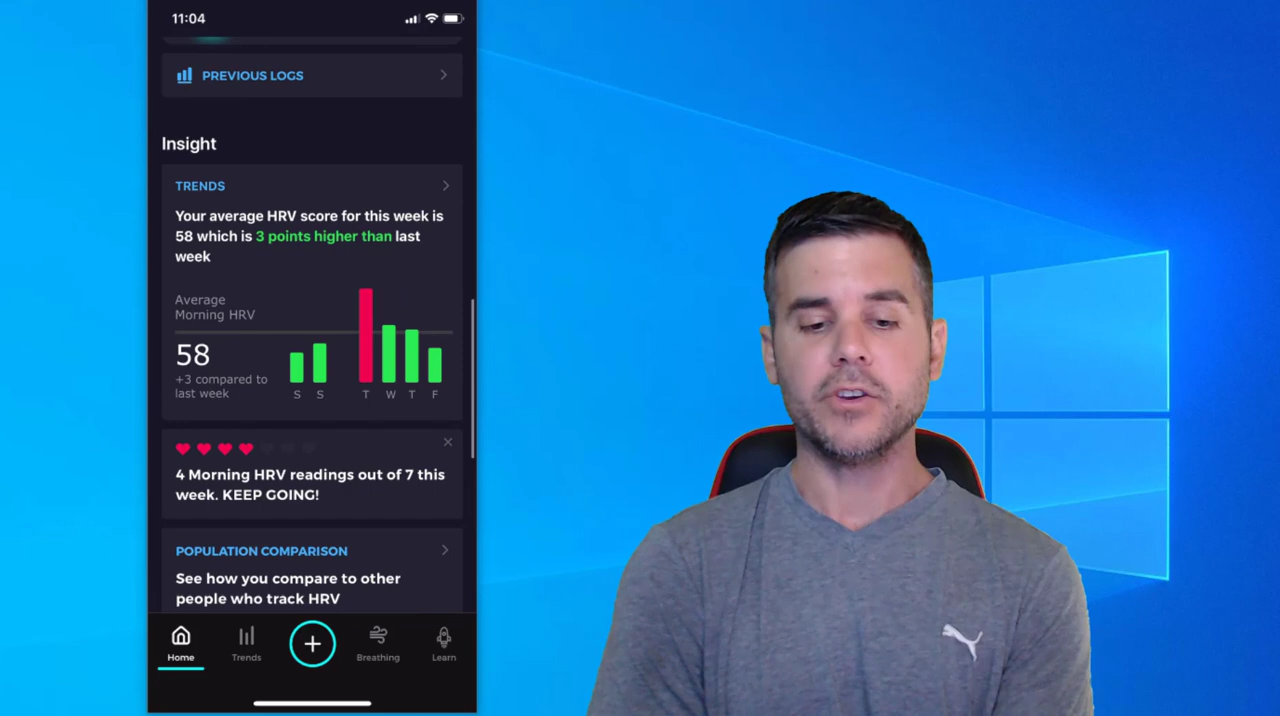 11:04
PREVIOUS LOGS
Insight
TRENDS
Your average HRV score for this week is
58 which is 3 points higher than last
week
Average
Morning HRV
58
+3 compared to
last week
S S T W T F
4 Morning HRV readings out of 7 this
week. KEEP GOING!
POPULATION COMPARISON
See how you compare to other
people who track HRV
Home Trends Breathing Learn